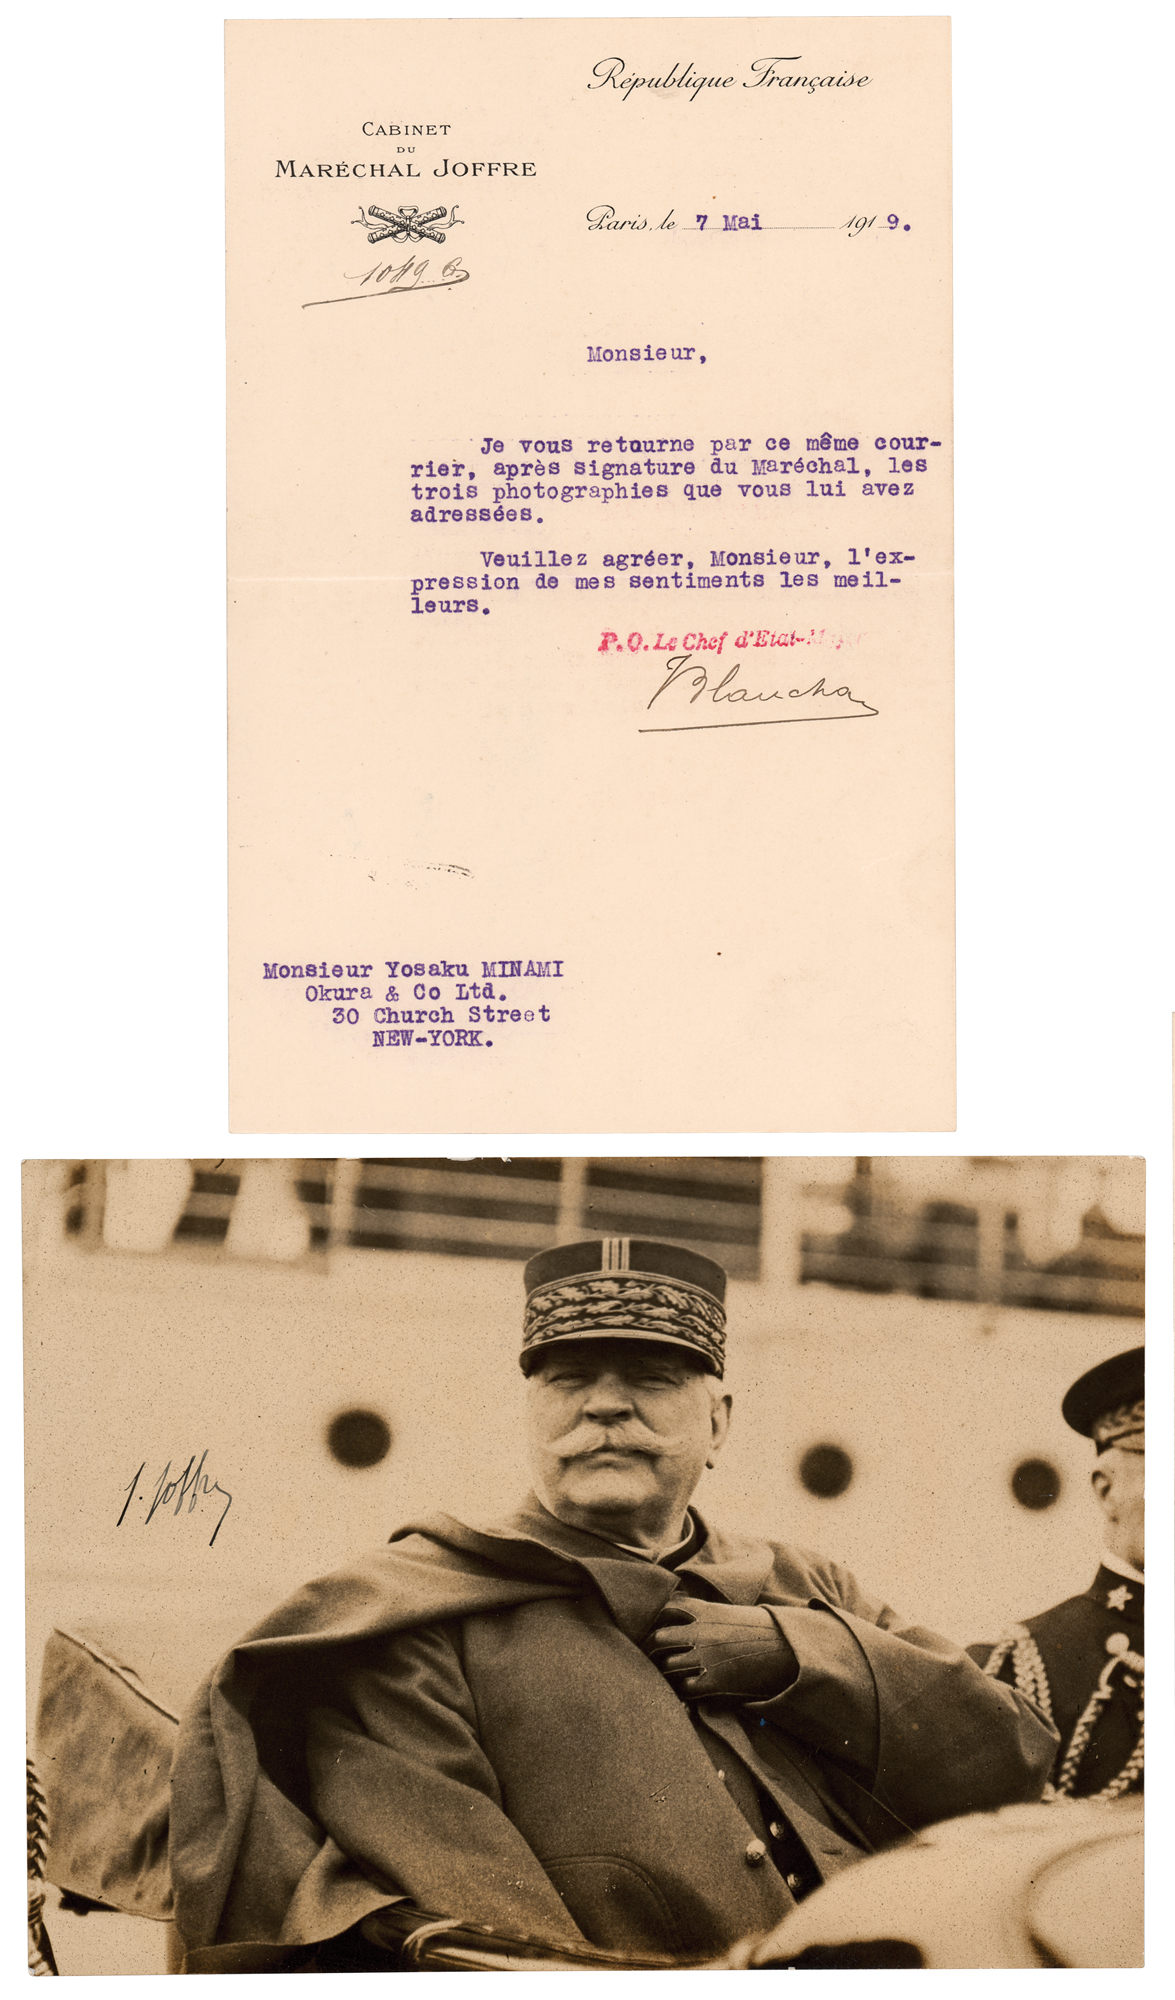 République Française
CABINET
DU
MARÉCHAL JOFFRE
Paris, le 7 Mai 1919.
1049 G
Monsieur,
Je vous retourne par ce même cour-
rier, après signature du Maréchal, les
trois photographies que vous lui avez
adressées.
Veuillez agréer, Monsieur, l'ex-
pression de mes sentiments les meil-
leurs.
P.O. Le Chef d'Etat-Major
Monsieur Yosaku MINAMI
Okura & Co Ltd.
30 Church Street
NEW-YORK.
J. Joffre